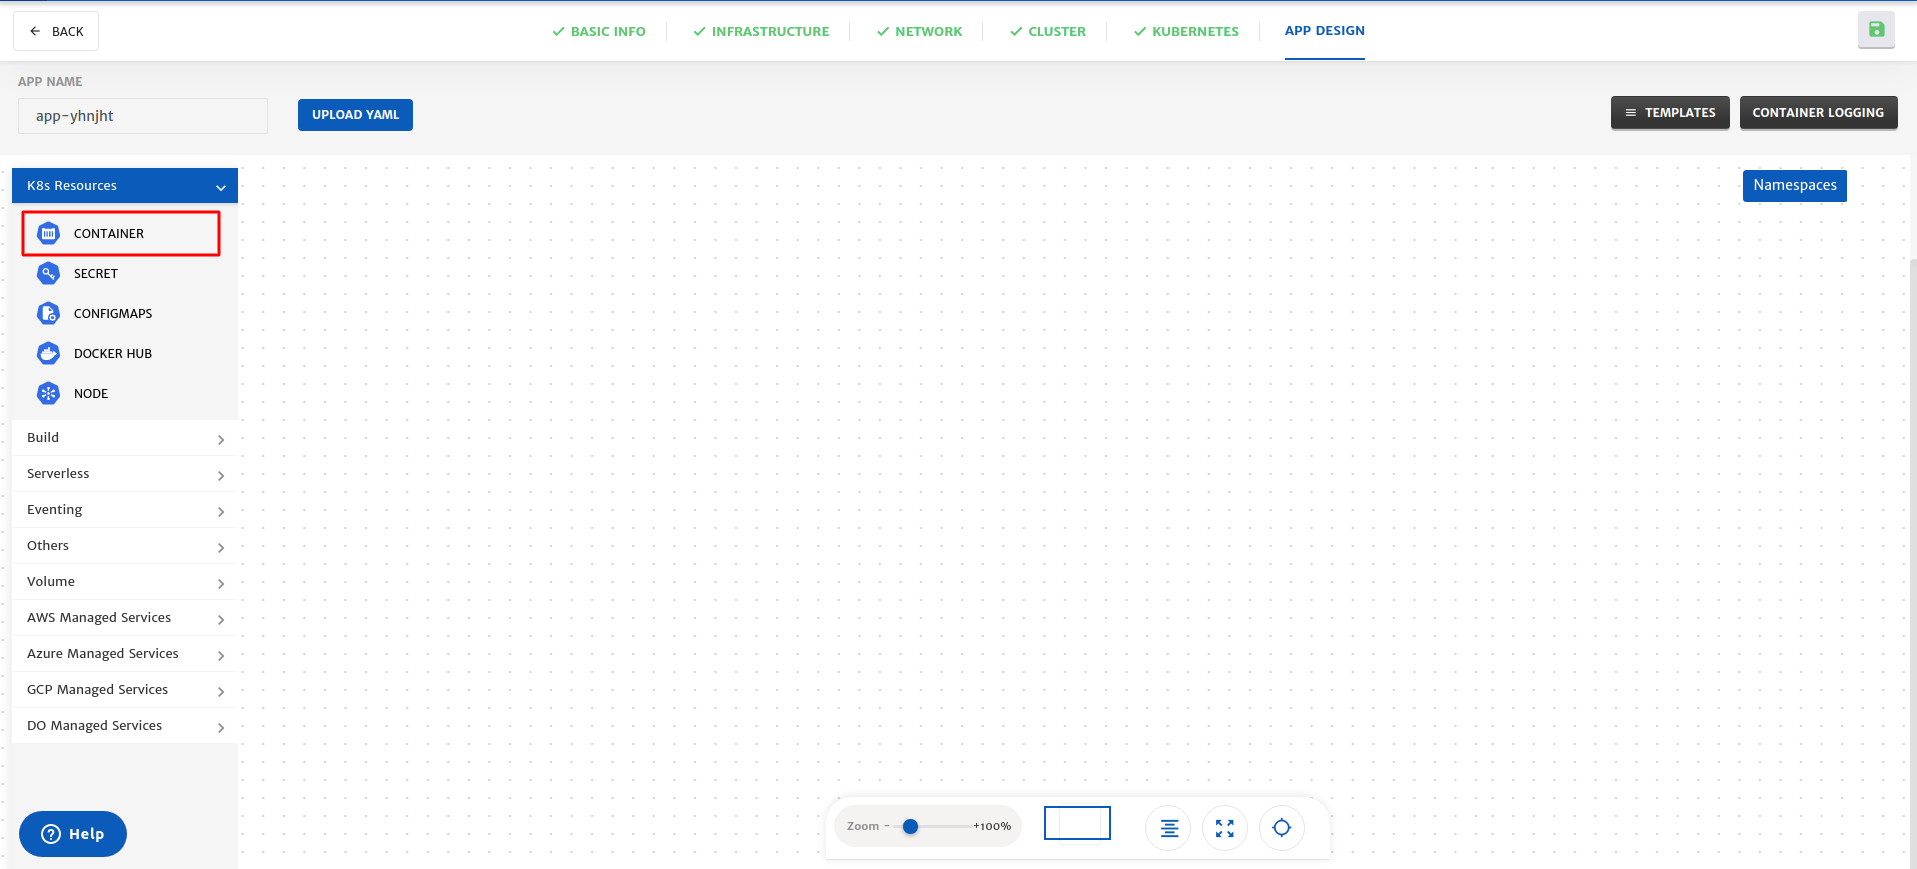 BACK
BASIC INFO
INFRASTRUCTURE
NETWORK
CLUSTER
KUBERNETES
APP DESIGN
APP NAME
app-yhnjht
UPLOAD YAML
TEMPLATES
CONTAINER LOGGING
K8s Resources
Namespaces
CONTAINER
SECRET
CONFIGMAPS
DOCKER HUB
NODE
Build
Serverless
Eventing
Others
Volume
AWS Managed Services
Azure Managed Services
GCP Managed Services
DO Managed Services
Help
Zoom - +100%